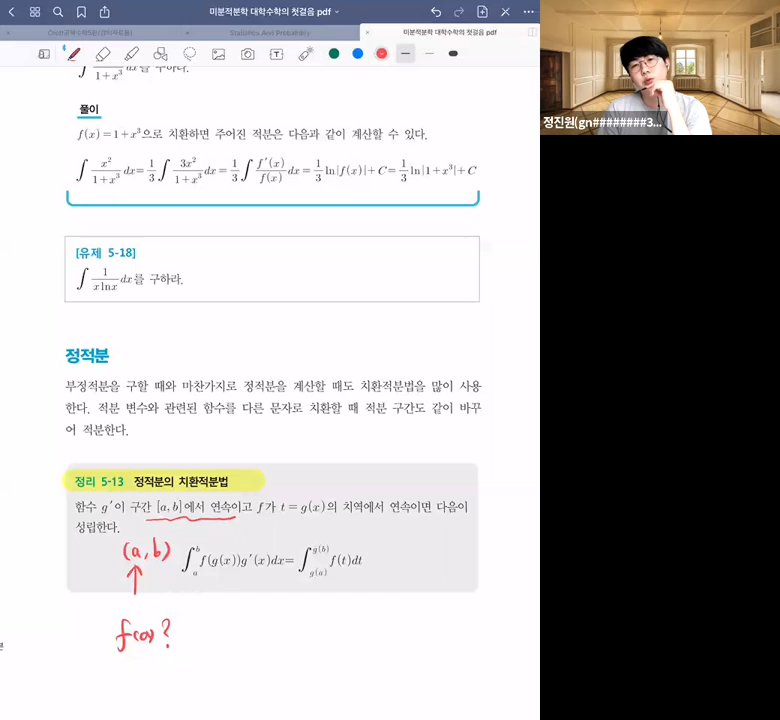 미분적분학 대학수학의 첫걸음 pdf
Statistics And Probability
미분적분학 대학수학의 첫걸음 pdf
∫ 1+x³ dx를 구하라.
풀이
f(x)=1+x³으로 치환하면 주어진 적분은 다음과 같이 계산할 수 있다.
∫ x²/(1+x³) dx = 1/3 ∫ 3x²/(1+x³) dx = 1/3 ∫ f′(x)/f(x) dx = 1/3 ln|f(x)|+C = 1/3 ln|1+x³|+C
[유제 5-18]
∫ 1/(x lnx) dx를 구하라.
정적분
부정적분을 구할 때와 마찬가지로 정적분을 계산할 때도 치환적분법을 많이 사용
한다. 적분 변수와 관련된 함수를 다른 문자로 치환할 때 적분 구간도 같이 바꾸
어 적분한다.
정리 5-13 정적분의 치환적분법
함수 g′이 구간 [a, b]에서 연속이고 f가 t=g(x)의 치역에서 연속이면 다음이
성립한다.
(a, b)
∫_a^b f(g(x))g′(x)dx = ∫_{g(a)}^{g(b)} f(t)dt
f(a)?
정진원(gn########3...